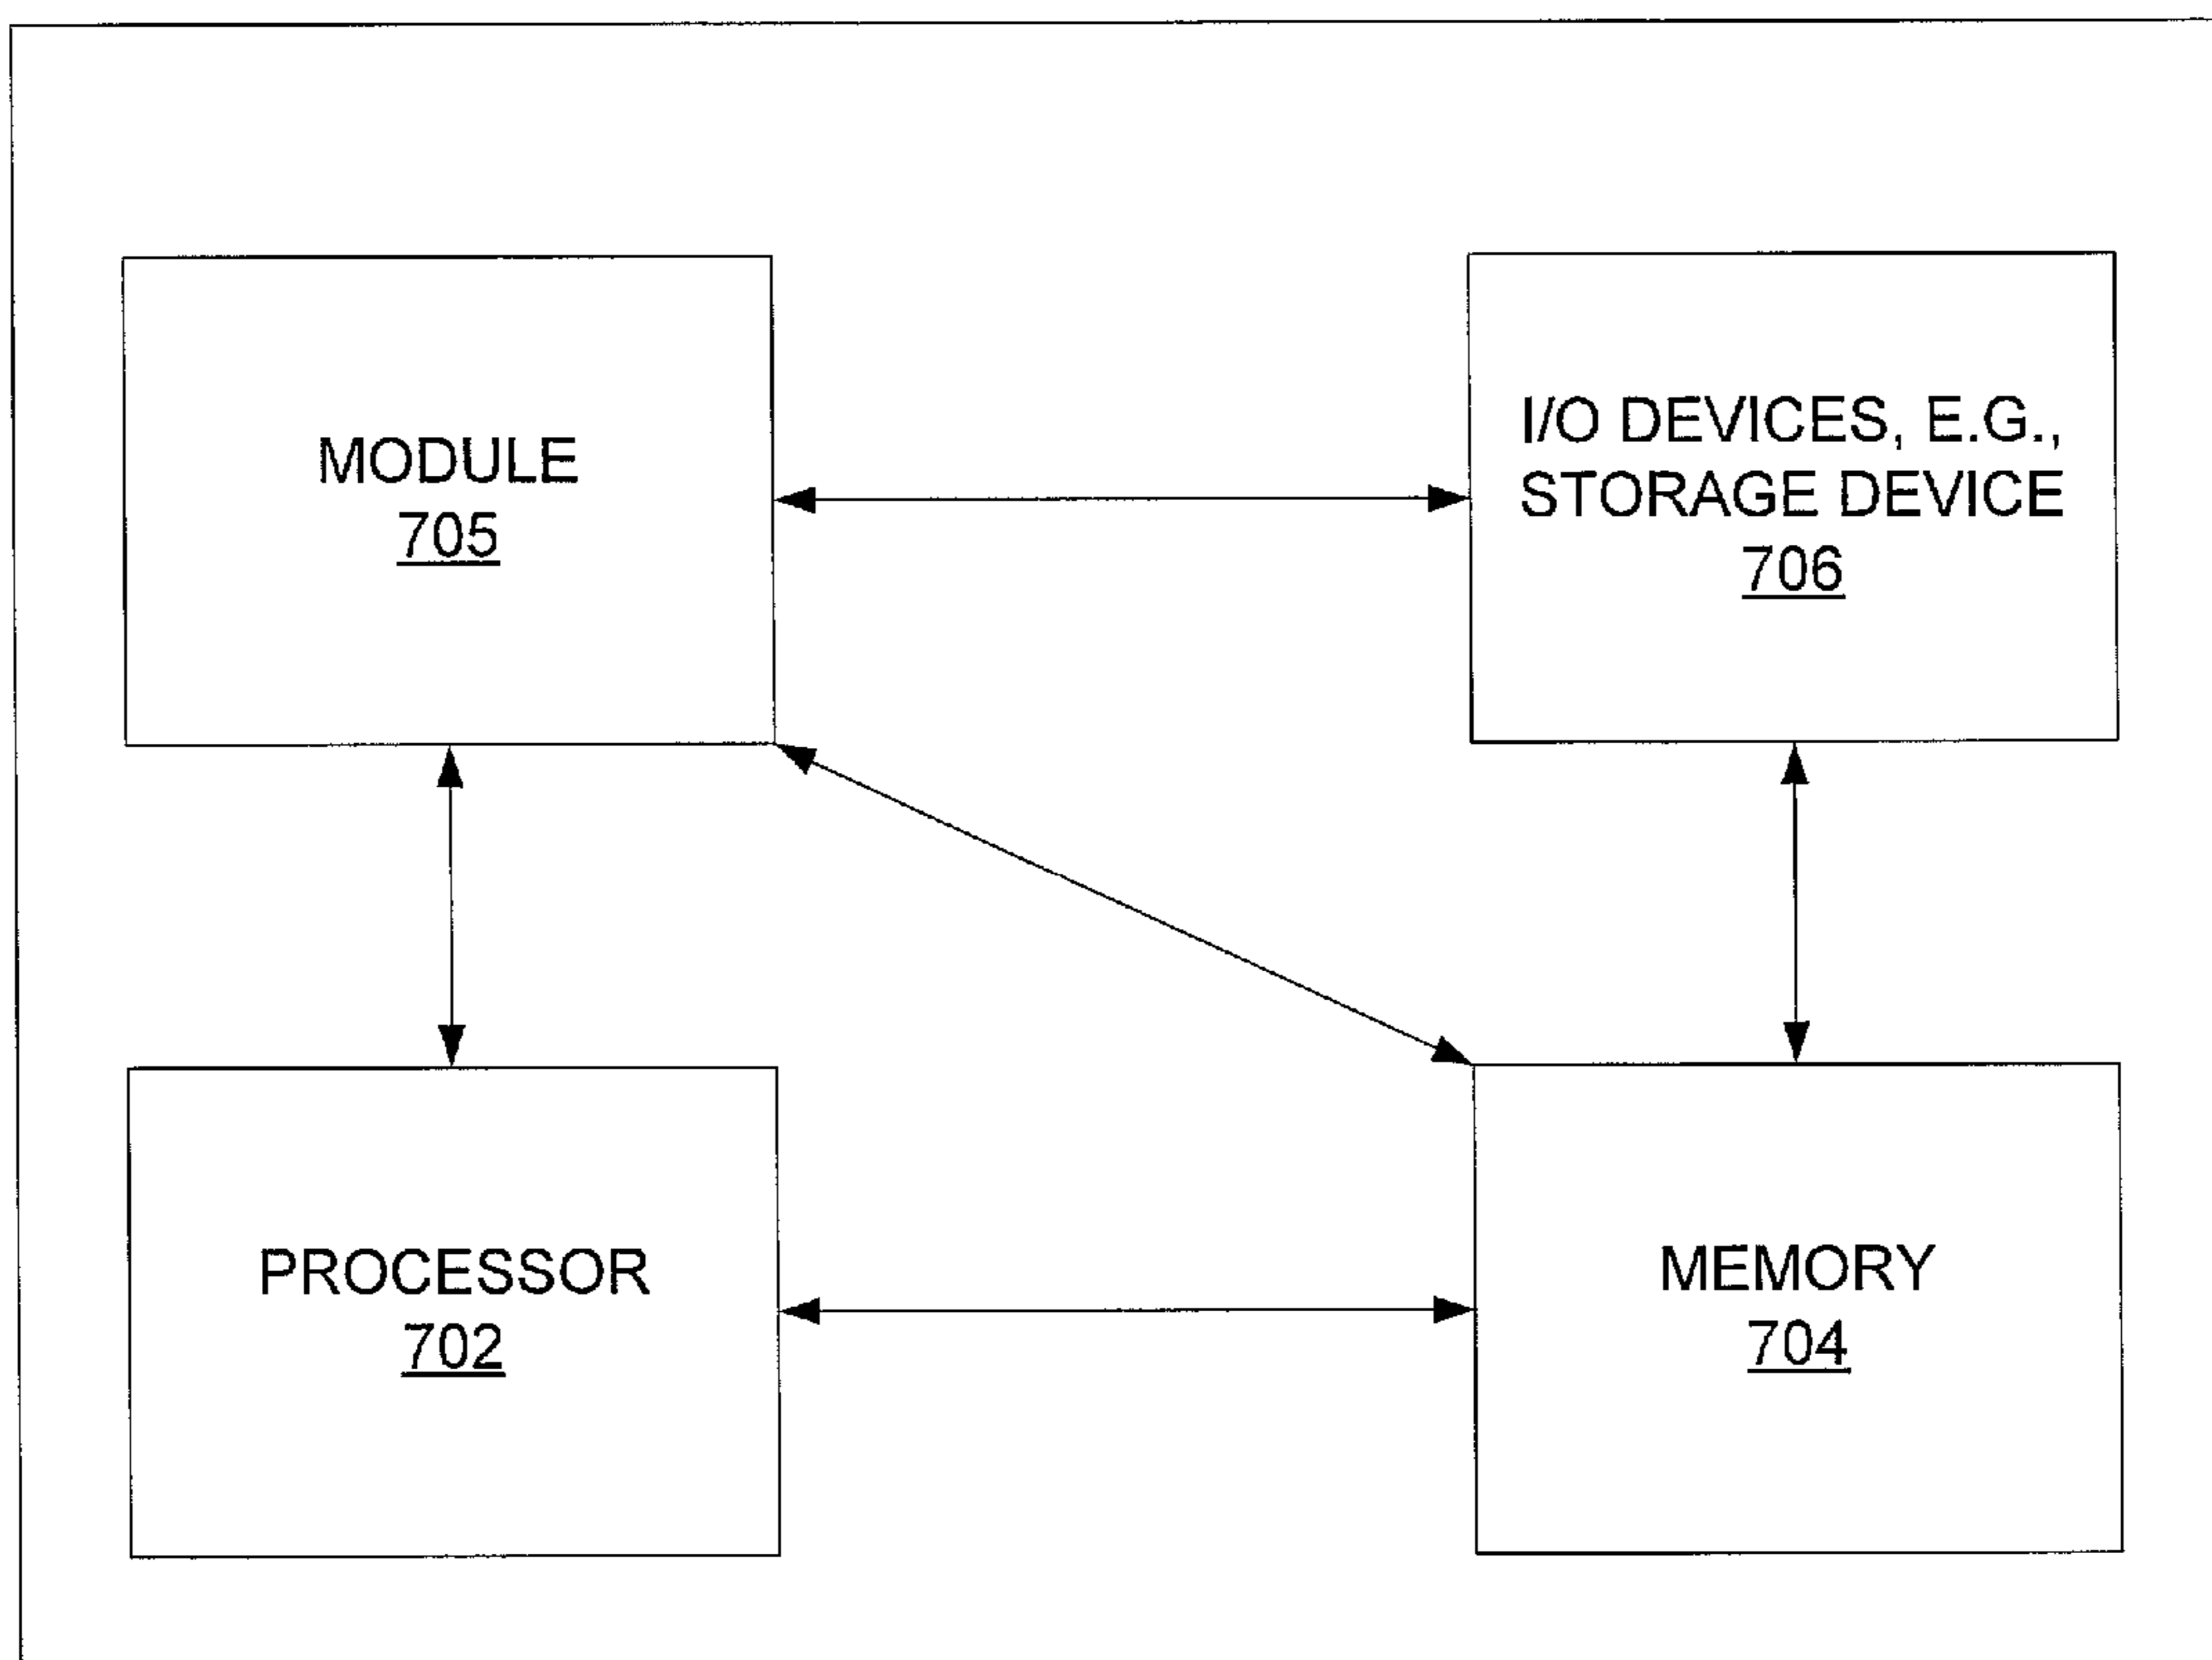 MODULE
705
I/O DEVICES, E.G.,
STORAGE DEVICE
706
PROCESSOR
702
MEMORY
704